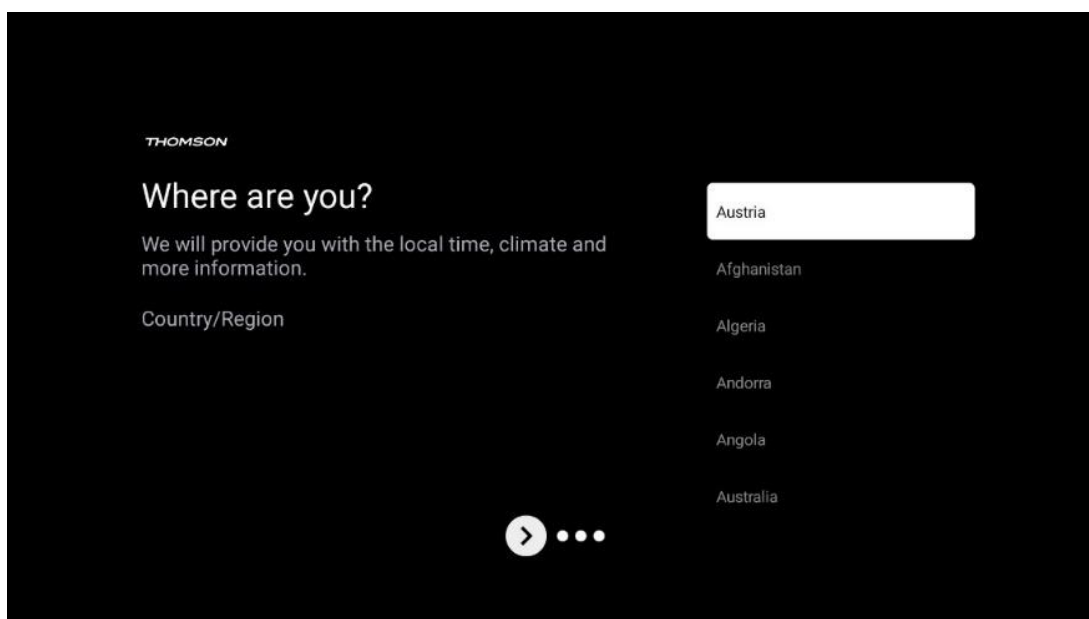 THOMSON
Where are you?
We will provide you with the local time, climate and
more information.
Country/Region
Austria
Afghanistan
Algeria
Andorra
Angola
Australia